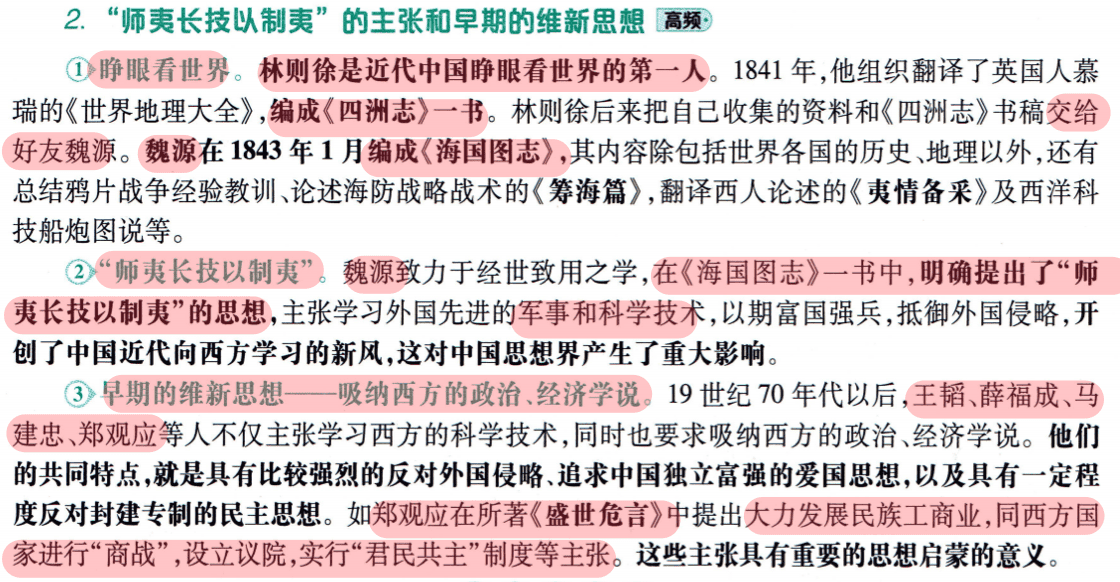 2. “师夷长技以制夷”的主张和早期的维新思想 高频
①睁眼看世界。林则徐是近代中国睁眼看世界的第一人。1841年,他组织翻译了英国人慕
瑞的《世界地理大全》,编成《四洲志》一书。林则徐后来把自己收集的资料和《四洲志》书稿交给
好友魏源。魏源在1843年1月编成《海国图志》,其内容除包括世界各国的历史、地理以外,还有
总结鸦片战争经验教训、论述海防战略战术的《筹海篇》,翻译西人论述的《夷情备采》及西洋科
技船炮图说等。
②“师夷长技以制夷”。魏源致力于经世致用之学,在《海国图志》一书中,明确提出了“师
夷长技以制夷”的思想,主张学习外国先进的军事和科学技术,以期富国强兵,抵御外国侵略,开
创了中国近代向西方学习的新风,这对中国思想界产生了重大影响。
③早期的维新思想——吸纳西方的政治、经济学说。19世纪70年代以后,王韬、薛福成、马
建忠、郑观应等人不仅主张学习西方的科学技术,同时也要求吸纳西方的政治、经济学说。他们
的共同特点,就是具有比较强烈的反对外国侵略、追求中国独立富强的爱国思想,以及具有一定程
度反对封建专制的民主思想。如郑观应在所著《盛世危言》中提出大力发展民族工商业,同西方国
家进行“商战”,设立议院,实行“君民共主”制度等主张。这些主张具有重要的思想启蒙的意义。